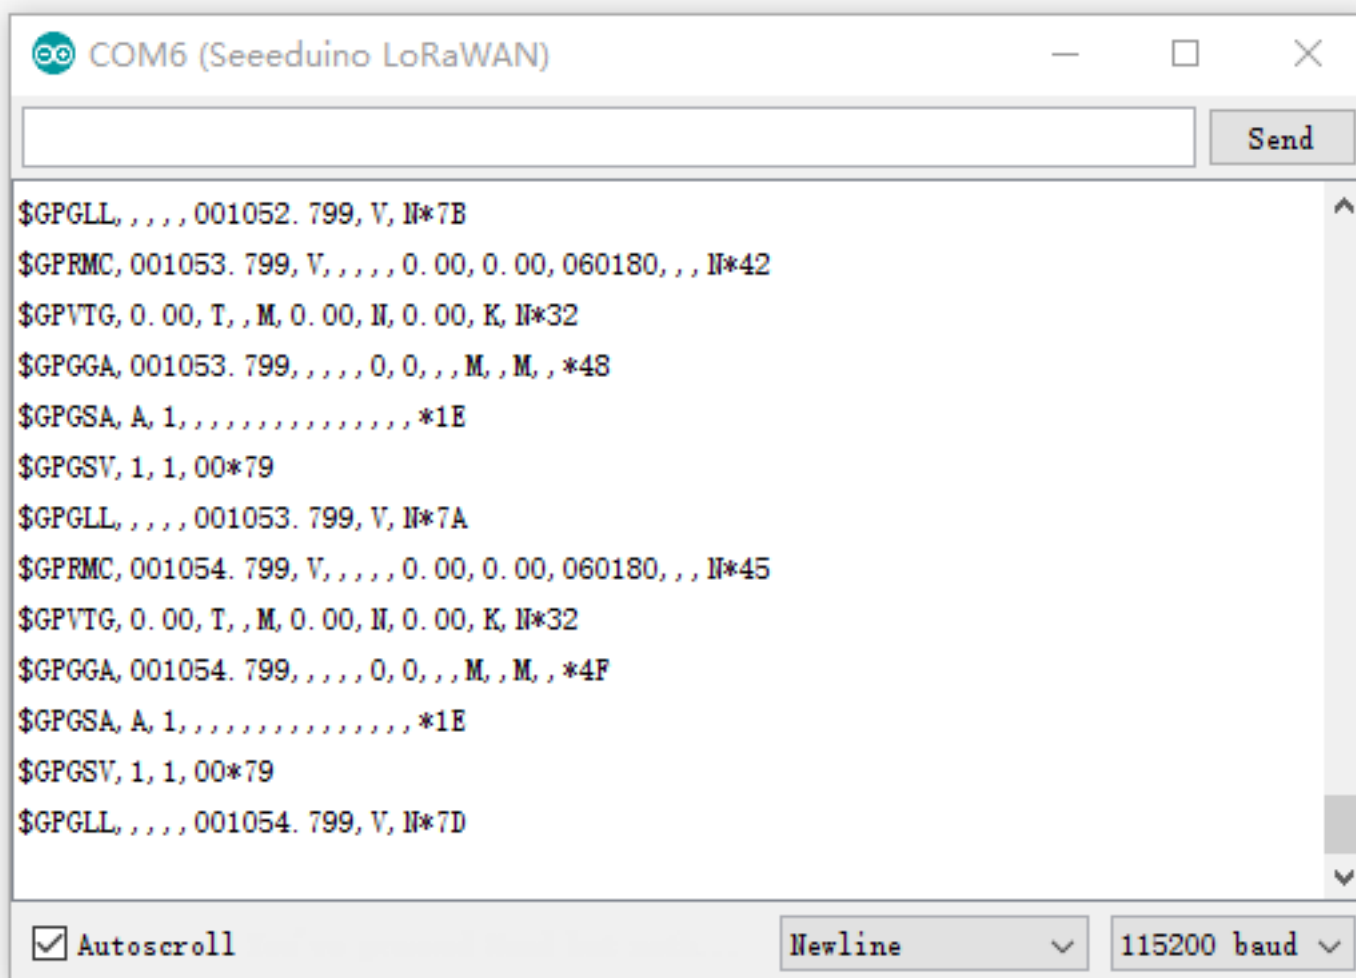 COM6 (Seeeduino LoRaWAN)
Send
$GPGLL,,,,,001052.799,V,N*7B
$GPRMC,001053.799,V,,,,,0.00,0.00,060180,,,N*42
$GPVTG,0.00,T,,M,0.00,N,0.00,K,N*32
$GPGGA,001053.799,,,,,0,0,,,M,,M,,*48
$GPGSA,A,1,,,,,,,,,,,,,,,*1E
$GPGSV,1,1,00*79
$GPGLL,,,,,001053.799,V,N*7A
$GPRMC,001054.799,V,,,,,0.00,0.00,060180,,,N*45
$GPVTG,0.00,T,,M,0.00,N,0.00,K,N*32
$GPGGA,001054.799,,,,,0,0,,,M,,M,,*4F
$GPGSA,A,1,,,,,,,,,,,,,,,*1E
$GPGSV,1,1,00*79
$GPGLL,,,,,001054.799,V,N*7D
Autoscroll Newline 115200 baud